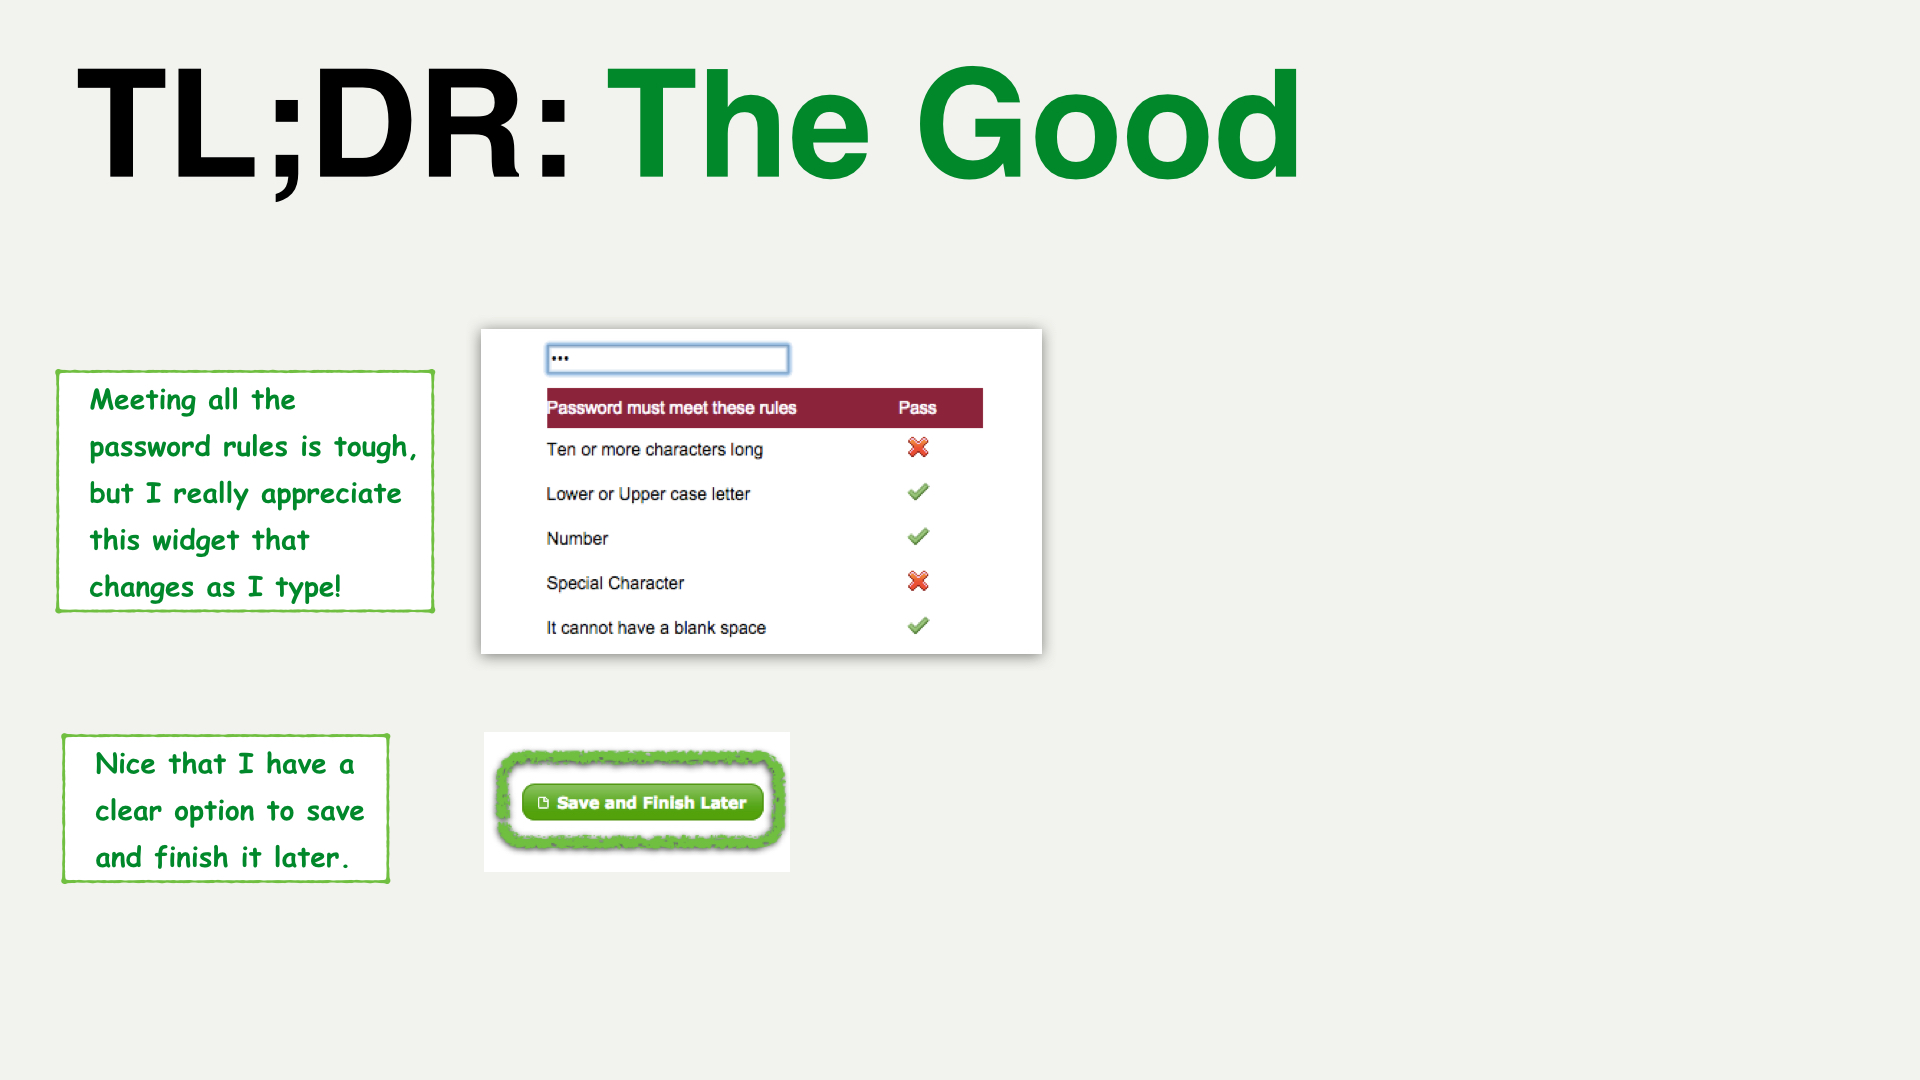 TL;DR: The Good
Meeting all the
password rules is tough,
but I really appreciate
this widget that
changes as I type!
•••
Password must meet these rules Pass
Ten or more characters long
Lower or Upper case letter
Number
Special Character
It cannot have a blank space
Nice that I have a
clear option to save
and finish it later.
Save and Finish Later